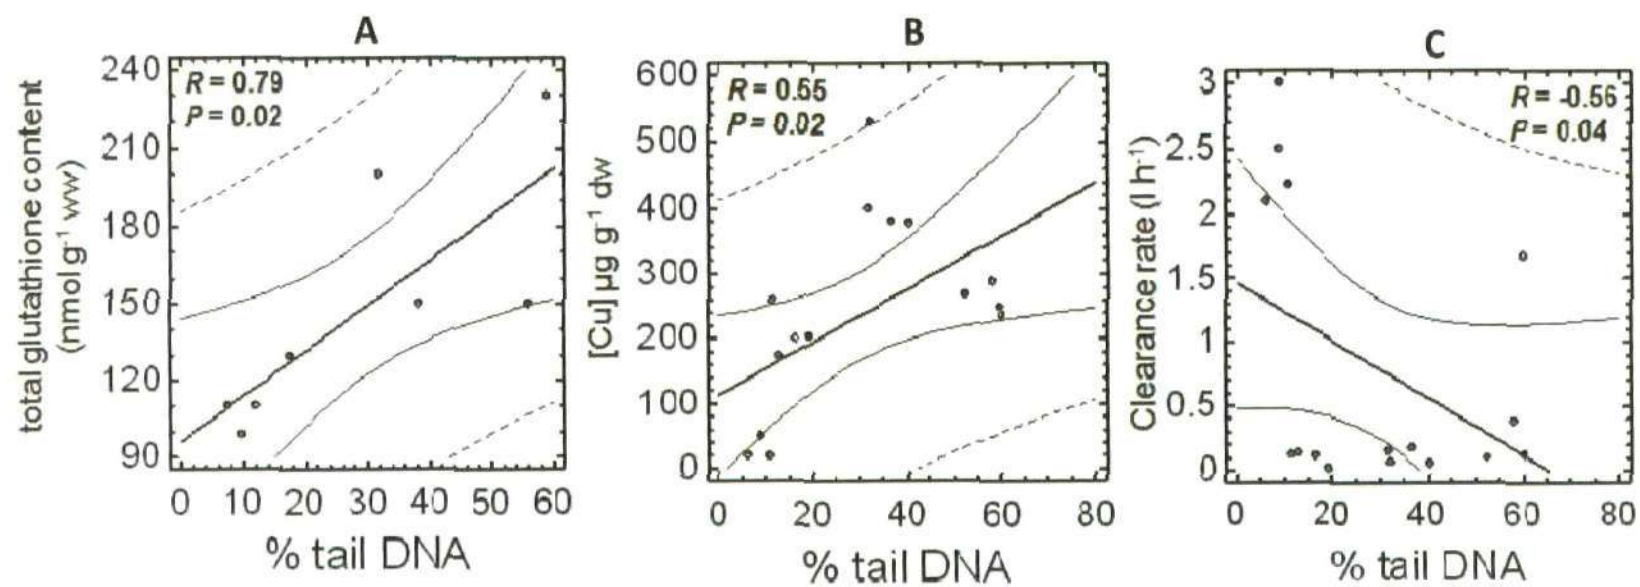 A
total glutathione content
(nmol g-1 ww)
240
210
180
150
120
90
R = 0.79
P = 0.02
0 10 20 30 40 50 60
% tail DNA
B
[Cu] µg g-1 dw
600
500
400
300
200
100
0
R = 0.55
P = 0.02
0 20 40 60 80
% tail DNA
C
Clearance rate (l h-1)
3
2.5
2
1.5
1
0.5
0
R = -0.56
P = 0.04
0 20 40 60 80
% tail DNA